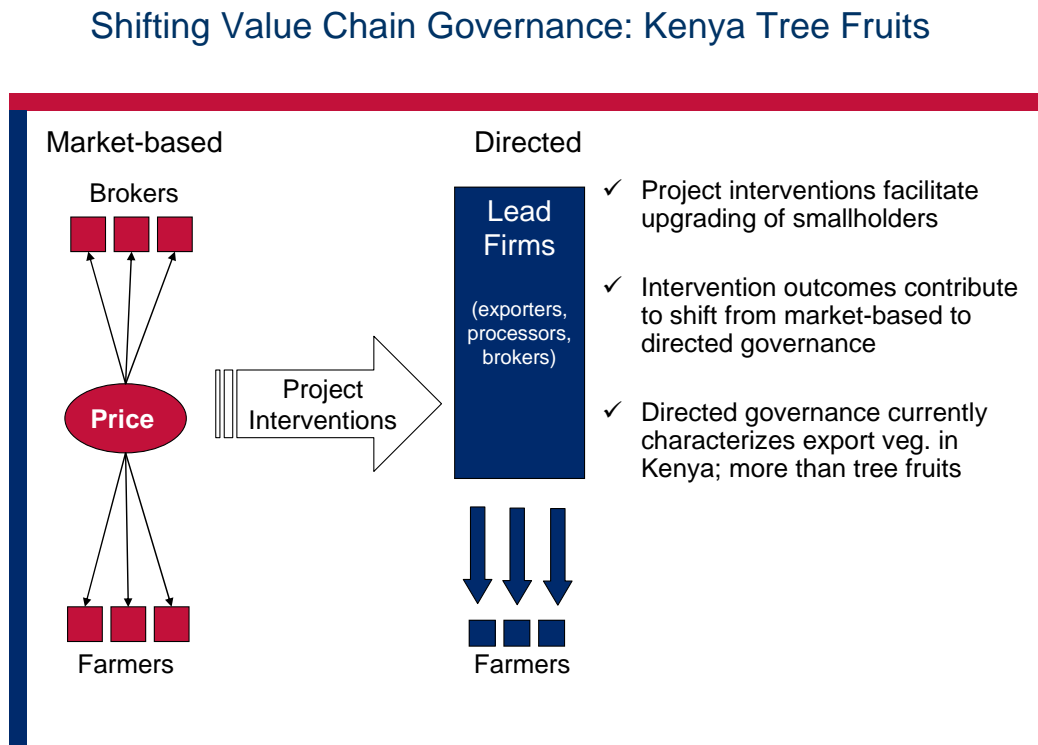 Shifting Value Chain Governance: Kenya Tree Fruits
Market-based
Brokers
Price
Farmers
Project
Interventions
Directed
Lead
Firms
(exporters,
processors,
brokers)
Farmers
✓ Project interventions facilitate
upgrading of smallholders
✓ Intervention outcomes contribute
to shift from market-based to
directed governance
✓ Directed governance currently
characterizes export veg. in
Kenya; more than tree fruits